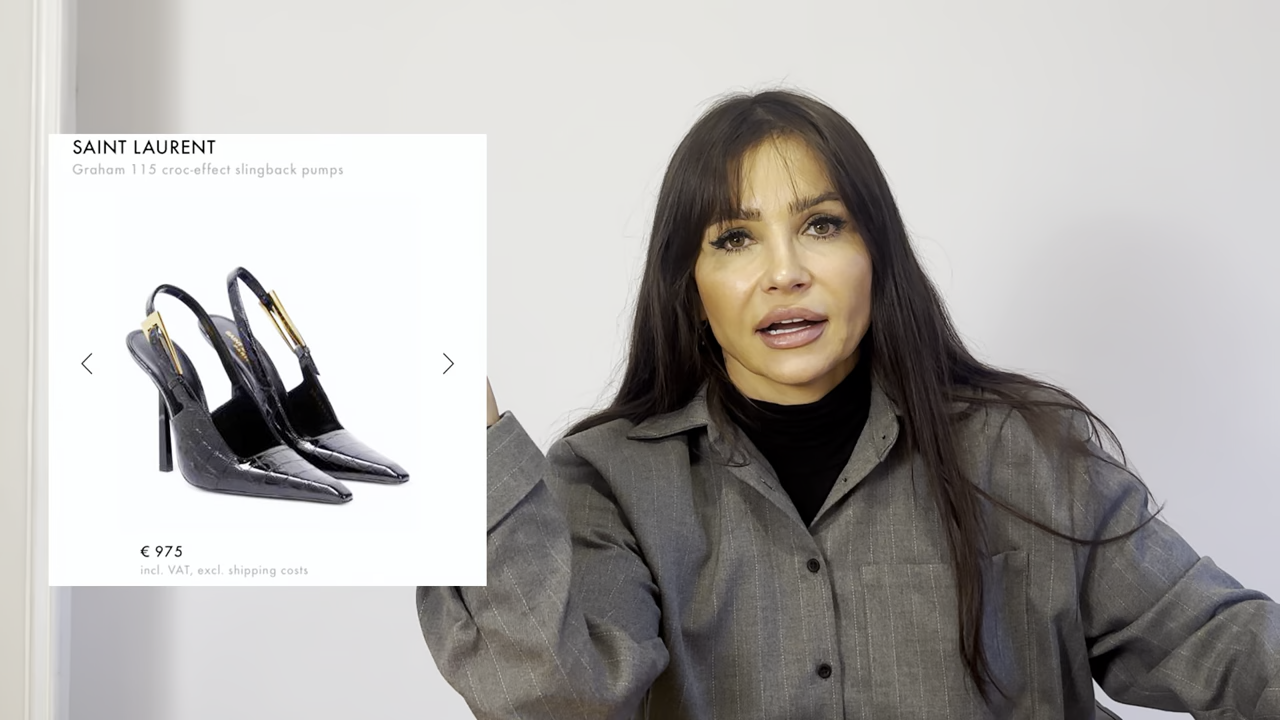 SAINT LAURENT
Graham 115 croc-effect slingback pumps
€ 975
incl. VAT, excl. shipping costs